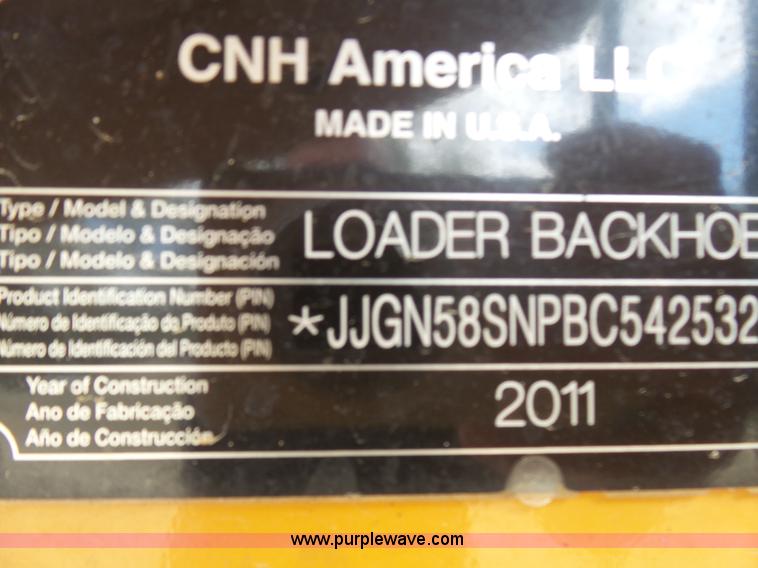 CNH America LLC
MADE IN U.S.A.
Type / Model & Designation
Tipo / Modelo & Designação
Tipo / Modelo & Designación
LOADER BACKHOE
Product Identification Number (PIN)
Número de Identificação do Produto (PIN)
Número de Identificación del Producto (PIN)
*JJGN58SNPBC542532
Year of Construction
Ano de Fabricação
Año de Construcción
2011
www.purplewave.com